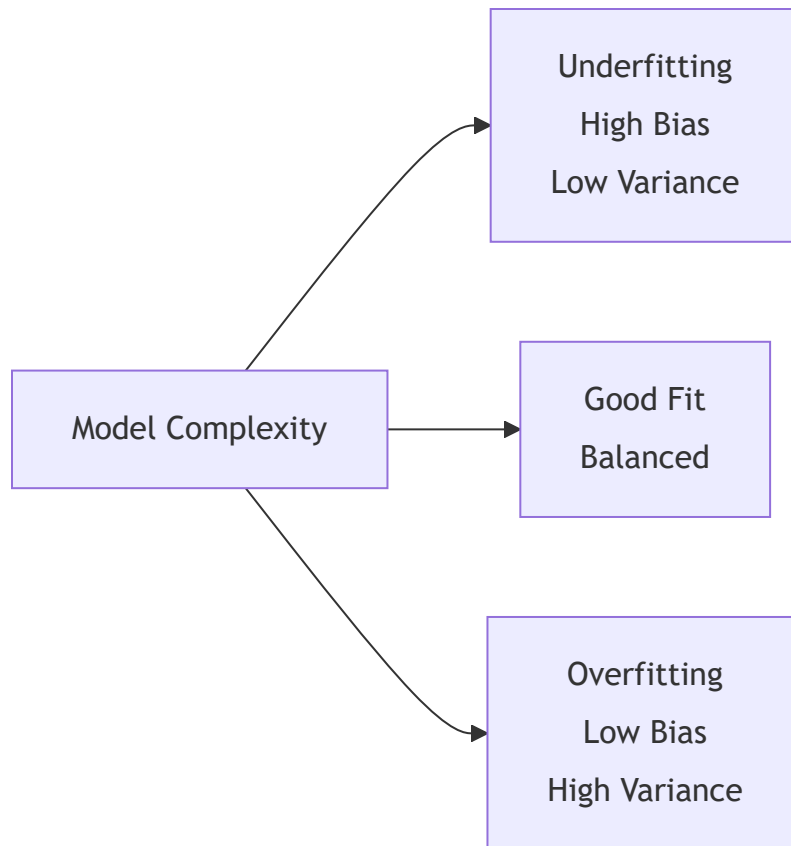 Underfitting
High Bias
Low Variance
Model Complexity
Good Fit
Balanced
Overfitting
Low Bias
High Variance